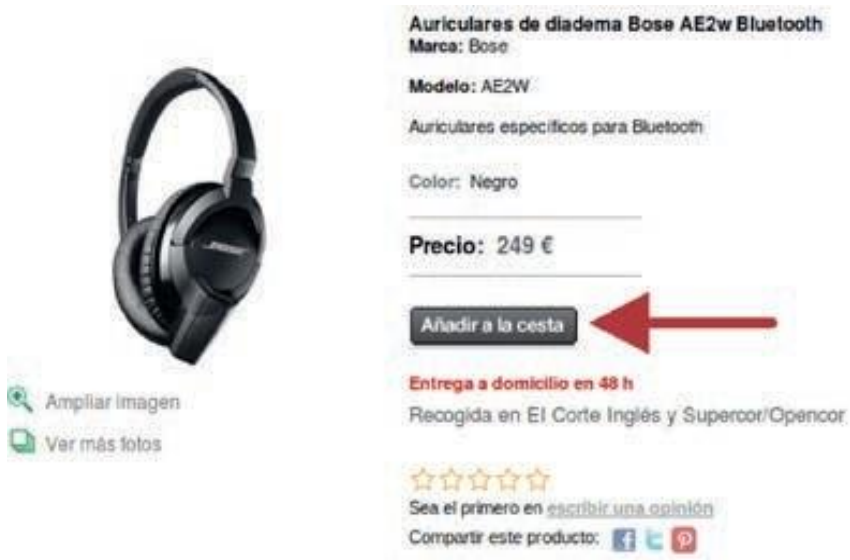 Auriculares de diadema Bose AE2w Bluetooth
Marca: Bose
Modelo: AE2W
Auriculares específicos para Bluetooth
Color: Negro
Precio: 249 €
Añadir a la cesta
Entrega a domicilio en 48 h
Recogida en El Corte Inglés y Supercor/Opencor
Ampliar imagen
Ver más fotos
Sea el primero en escribir una opinión
Compartir este producto: